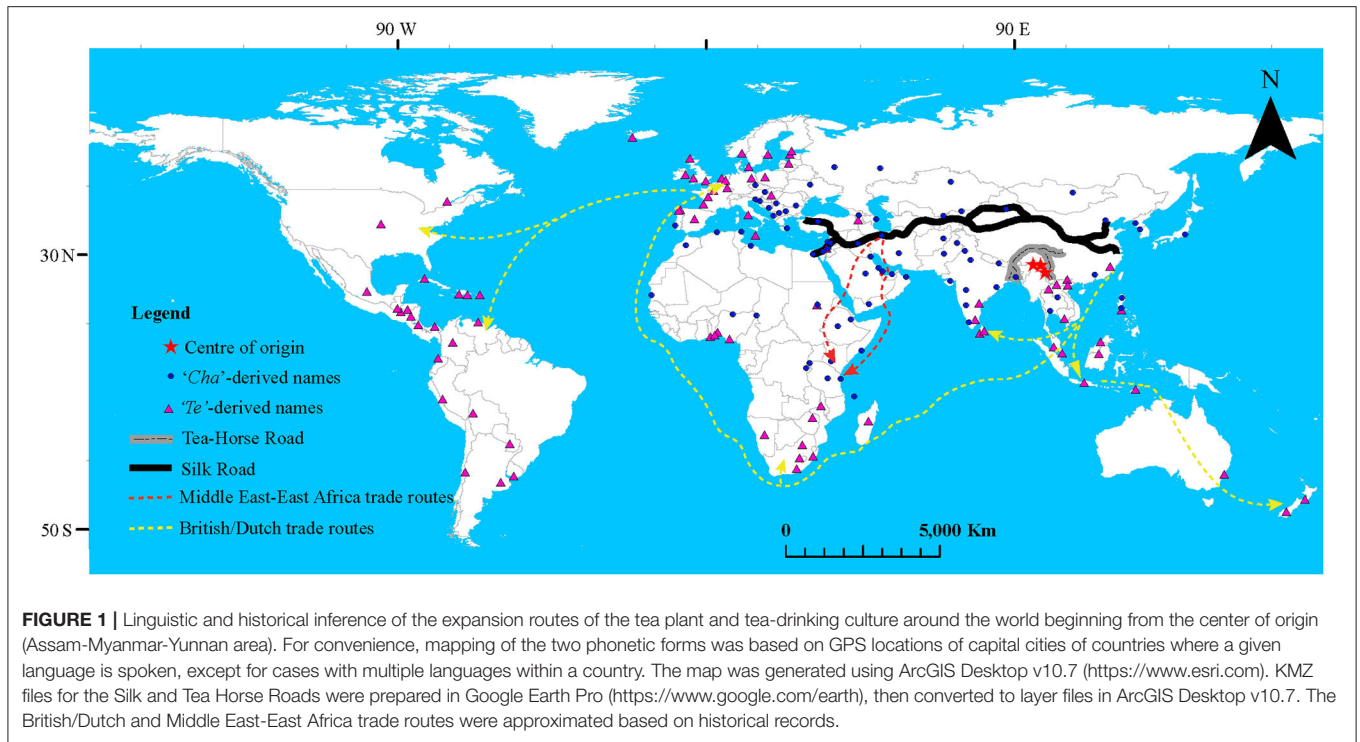 90 W
90 E
N
30 N
Legend
Centre of origin
‘Cha’-derived names
‘Te’-derived names
Tea-Horse Road
Silk Road
Middle East-East Africa trade routes
British/Dutch trade routes
50 S
0
5,000 Km
FIGURE 1 | Linguistic and historical inference of the expansion routes of the tea plant and tea-drinking culture around the world beginning from the center of origin
(Assam-Myanmar-Yunnan area). For convenience, mapping of the two phonetic forms was based on GPS locations of capital cities of countries where a given
language is spoken, except for cases with multiple languages within a country. The map was generated using ArcGIS Desktop v10.7 (https://www.esri.com). KMZ
files for the Silk and Tea Horse Roads were prepared in Google Earth Pro (https://www.google.com/earth), then converted to layer files in ArcGIS Desktop v10.7. The
British/Dutch and Middle East-East Africa trade routes were approximated based on historical records.